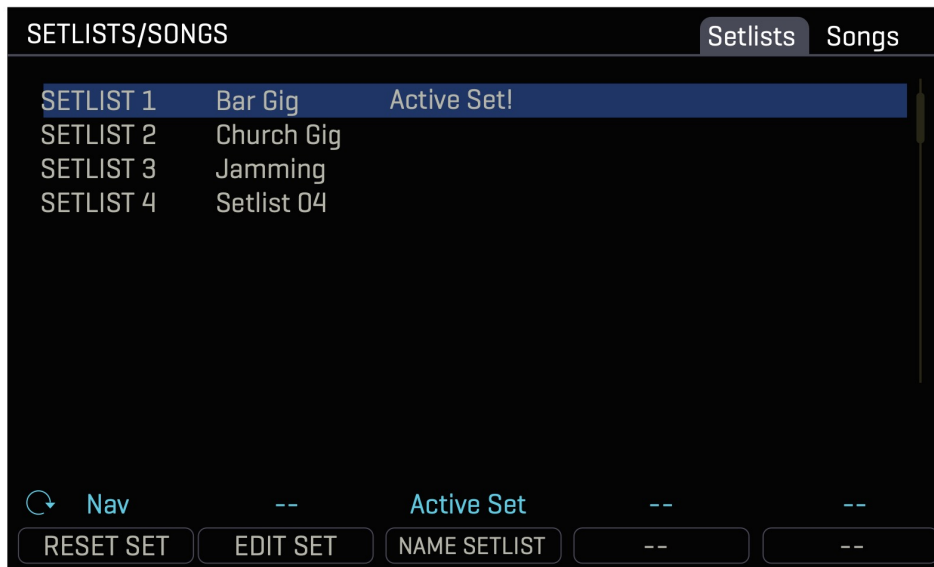 SETLISTS/SONGS Setlists Songs
SETLIST 1 Bar Gig Active Set!
SETLIST 2 Church Gig
SETLIST 3 Jamming
SETLIST 4 Setlist 04
Nav -- Active Set -- --
RESET SET EDIT SET NAME SETLIST -- --